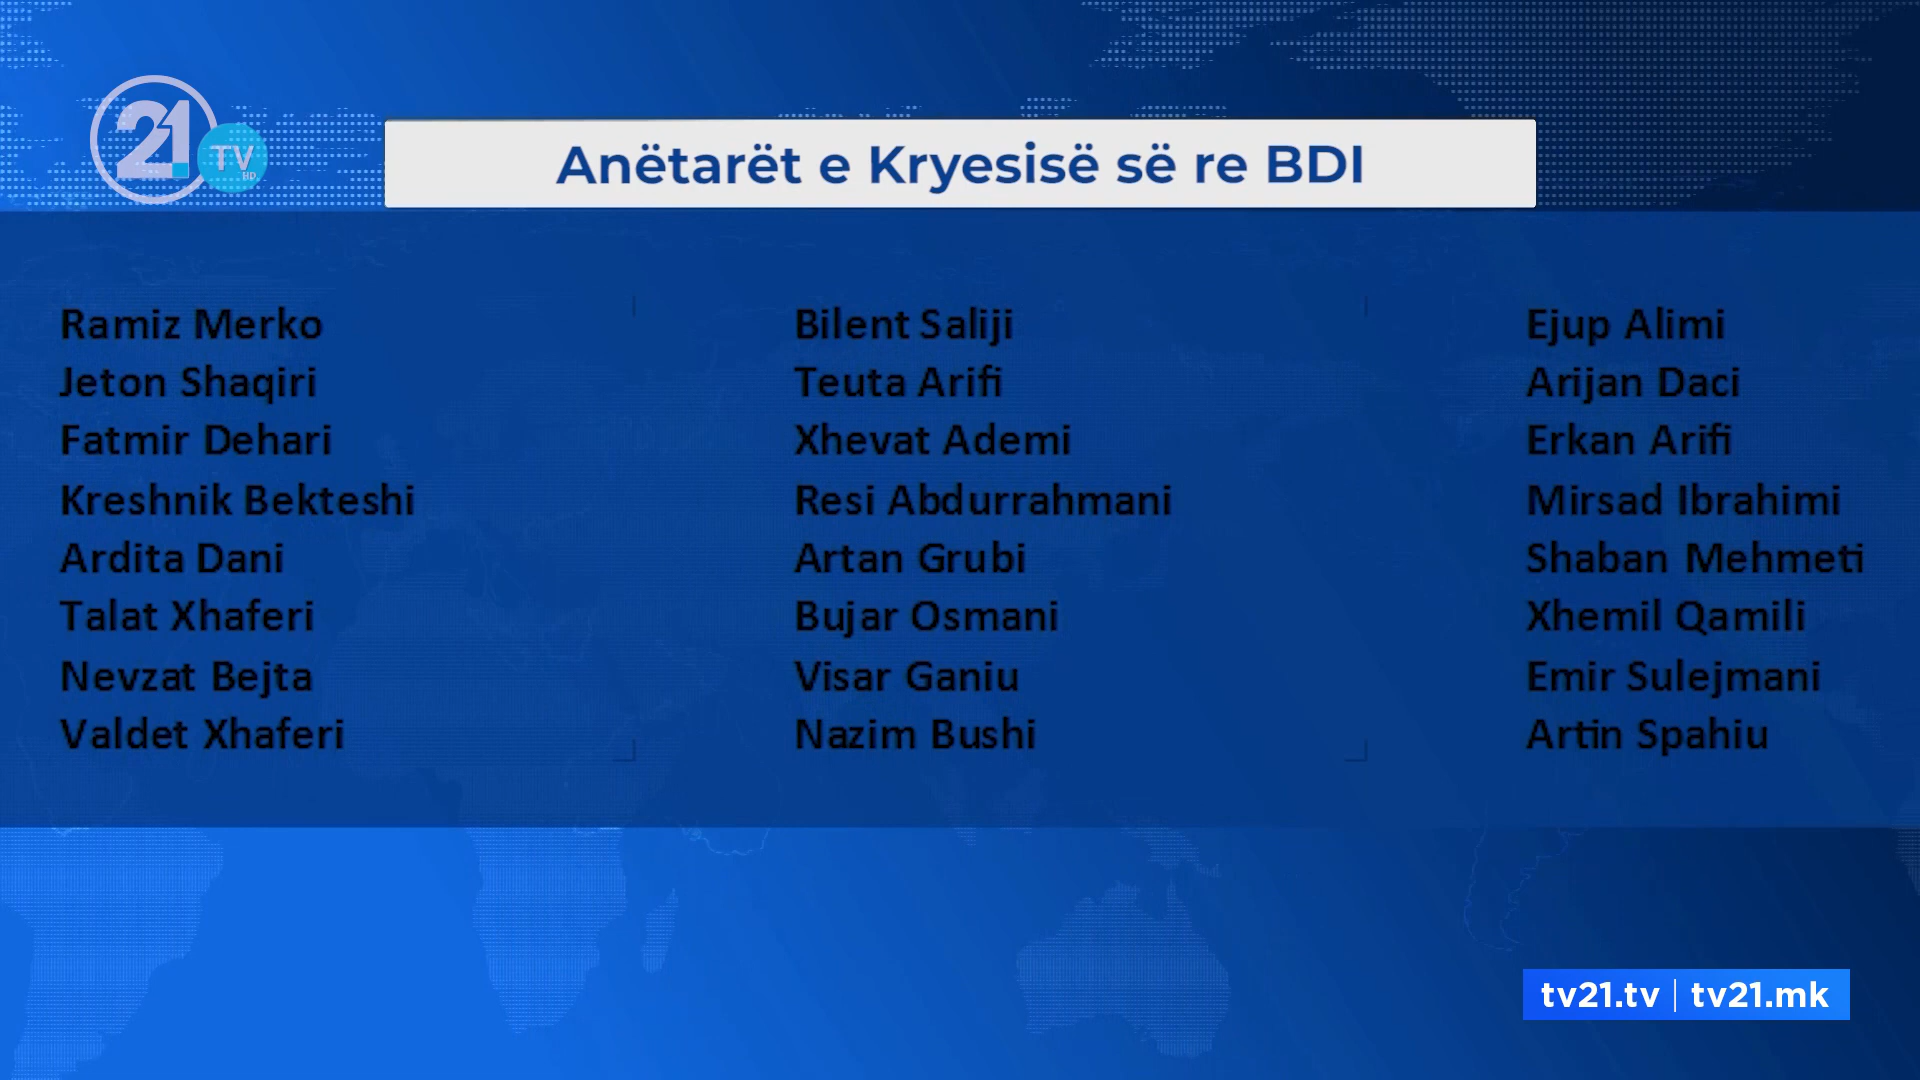 21 TV HD
Anëtarët e Kryesisë së re BDI
Ramiz Merko
Jeton Shaqiri
Fatmir Dehari
Kreshnik Bekteshi
Ardita Dani
Talat Xhaferi
Nevzat Bejta
Valdet Xhaferi
Bilent Saliji
Teuta Arifi
Xhevat Ademi
Resi Abdurrahmani
Artan Grubi
Bujar Osmani
Visar Ganiu
Nazim Bushi
Ejup Alimi
Arijan Daci
Erkan Arifi
Mirsad Ibrahimi
Shaban Mehmeti
Xhemil Qamili
Emir Sulejmani
Artin Spahiu
tv21.tv | tv21.mk